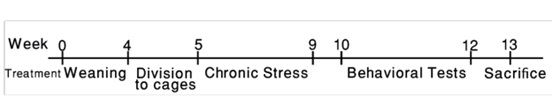 Week 0 4 5 9 10 12 13
Treatment Weaning Division Chronic Stress Behavioral Tests Sacrifice
to cages